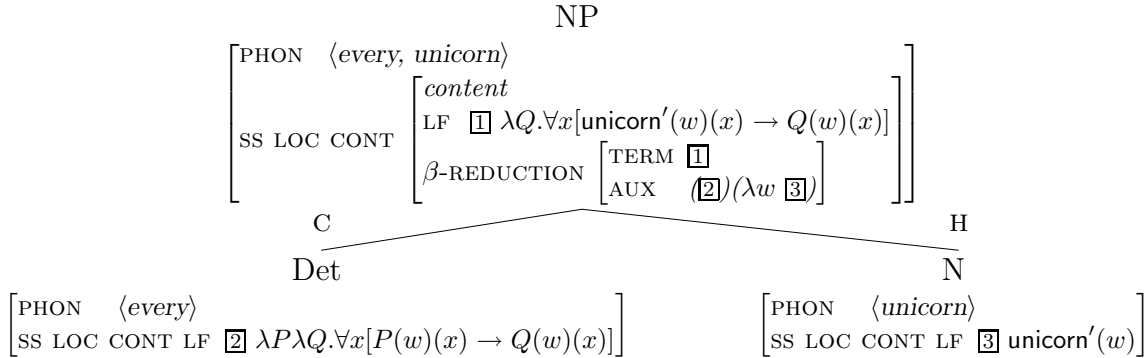 NP
PHON ⟨every, unicorn⟩
content
LF [1] λQ.∀x[unicorn′(w)(x) → Q(w)(x)]
SS LOC CONT
β-REDUCTION
TERM [1]
AUX ([2])(λw [3])
C H
Det N
PHON ⟨every⟩
SS LOC CONT LF [2] λPλQ.∀x[P(w)(x) → Q(w)(x)]
PHON ⟨unicorn⟩
SS LOC CONT LF [3] unicorn′(w)